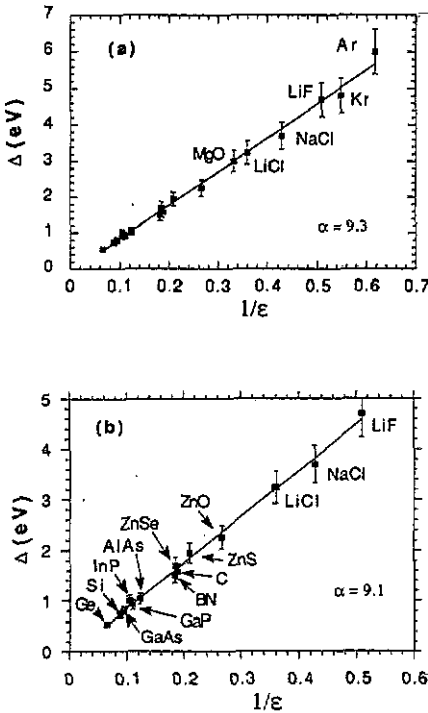 (a)
Ar
LiF
Kr
NaCl
MgO
LiCl
α = 9.3
Δ (eV)
7
6
5
4
3
2
1
0
0 0.1 0.2 0.3 0.4 0.5 0.6 0.7
1/ε
(b)
LiF
NaCl
LiCl
ZnO
ZnSe
AlAs
ZnS
InP
C
Si
BN
Ge
GaP
GaAs
α = 9.1
Δ (eV)
5
4
3
2
1
0
0 0.1 0.2 0.3 0.4 0.5 0.6
1/ε